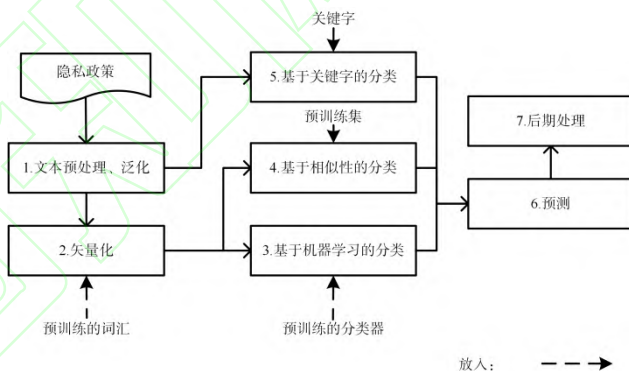 关键字
隐私政策
5.基于关键字的分类
预训练集
7.后期处理
1.文本预处理、泛化
4.基于相似性的分类
6.预测
2.矢量化
3.基于机器学习的分类
预训练的词汇
预训练的分类器
放入: